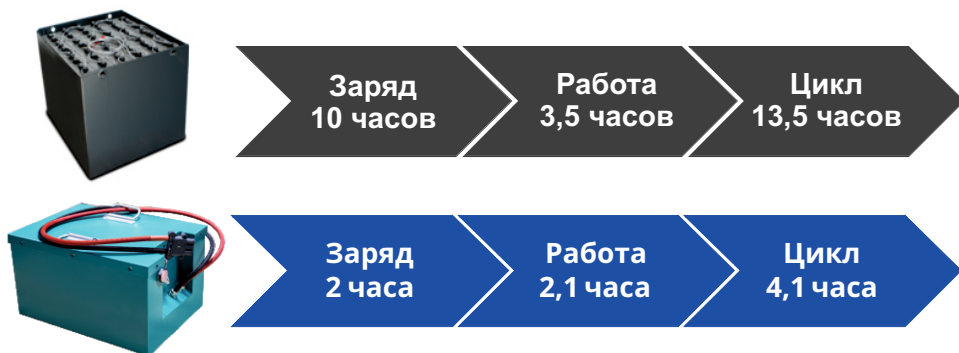 Заряд
10 часов
Работа
3,5 часов
Цикл
13,5 часов
Заряд
2 часа
Работа
2,1 часа
Цикл
4,1 часа